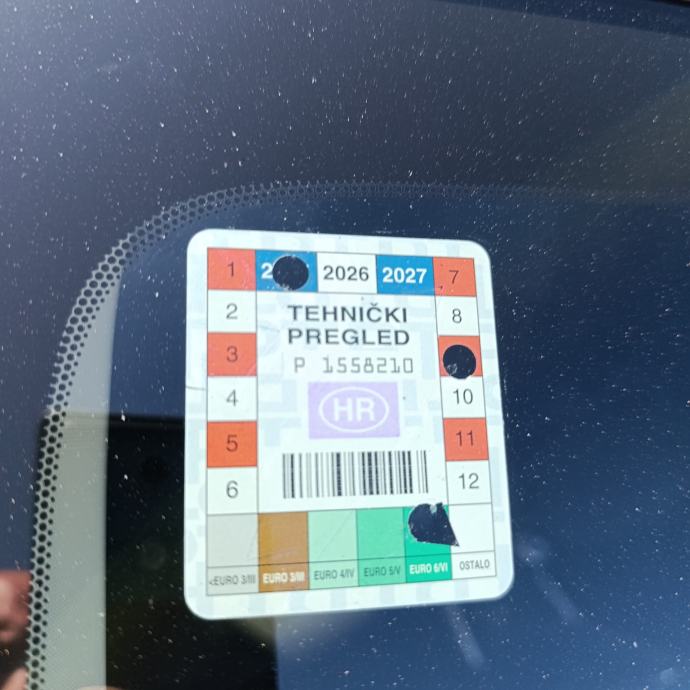 1 2 2026 2027 7
2 TEHNIČKI 8
PREGLED
3 P 1558210
4 HR 10
5 11
6 12
<EURO 3/III EURO 3/III EURO 4/IV EURO 5/V EURO 6/VI OSTALO